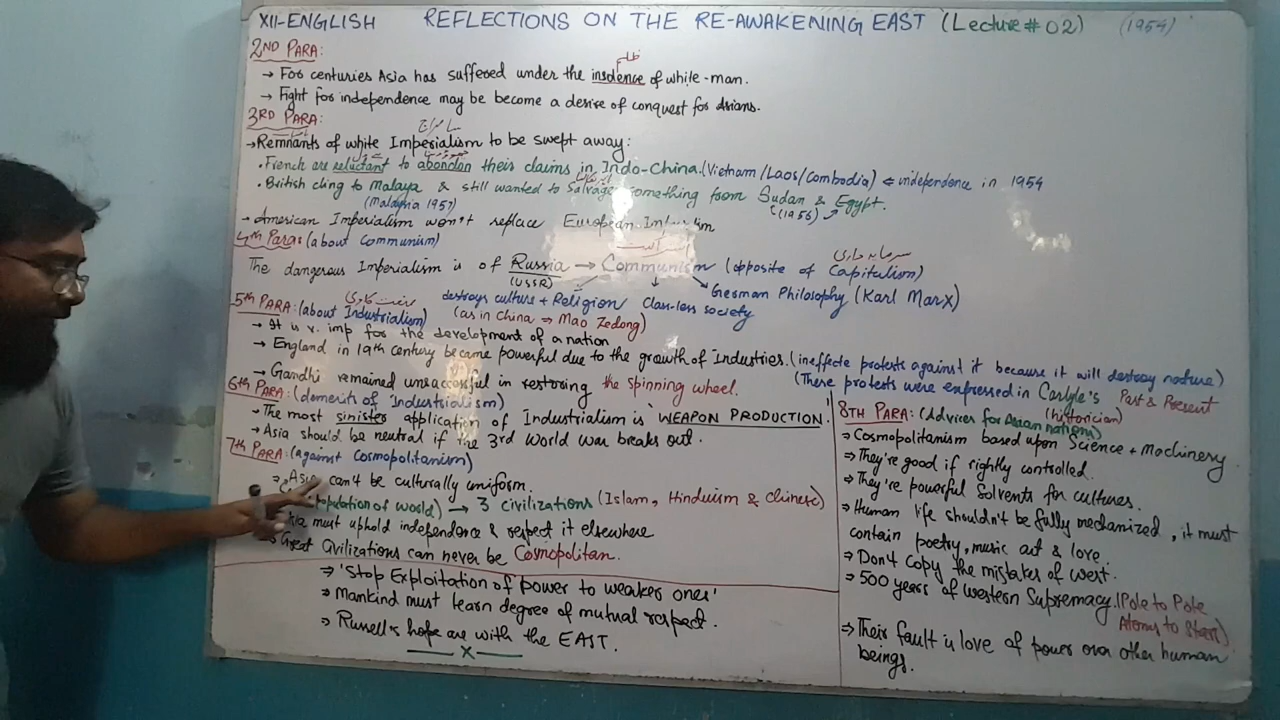 XII-ENGLISH REFLECTIONS ON THE RE-AWAKENING EAST (Lecture # 02) (1954)
2ND PARA:
ظلم
→ For centuries Asia has suffered under the insolence of white-man.
→ Fight for independence may be become a desire of conquest for Asians.
3RD PARA:
سامراج
→ Remnants of white Imperialism to be swept away:
• French are reluctant to abandon their claims in Indo-China. (Vietnam/Laos/Combodia) ← independence in 1954
• British cling to Malaya & still wanted to Salvage something from Sudan & Egypt.
(Malaysia 1957) (1956)
→ American Imperialism won't replace European
4th Para: (about communism)
سرمایہ داری
The dangerous Imperialism is of Russia → Communism (opposite of Capitalism)
(USSR)
destroys culture + Religion class-less society German Philosophy (Karl Marx)
5th PARA: (about Industrialism) صنعت کاری (as in China ⇒ Mao Zedong)
→ It is v. imp for the development of a nation
→ England in 19th century became powerful due to the growth of Industries. (ineffecte protests against it because it will destroy nature)
→ Gandhi remained unsaccessful in restoring the spinning wheel. (These protests were expressed in Carlyle's Past & Present
(historician)
6th PARA: (demerits of Industrialism)
→ The most sinister application of Industrialism is 'WEAPON PRODUCTION'
→ Asia should be neutral if the 3rd World war breaks out.
7th PARA: (against Cosmopolitanism)
⇒ Asia can't be culturally uniform.
population of world) → 3 civilizations (Islam, Hinduism & Chinese)
must uphold independence & respect it elsewhere
⇒ Great Civilizations can never be Cosmopolitan.
⇒ 'Stop Exploitation of power to weaker ones'
⇒ Mankind must learn degree of mutual respect.
⇒ Russell's hope are with the EAST.
X
8TH PARA: (Advices for Asian nations)
⇒ Cosmopolitanism based upon Science + Machinery
⇒ They're good if rightly controlled.
⇒ They're powerful Solvents for cultures.
⇒ Human life shouldn't be fully mechanized, it must
contain poetry, music art & love.
⇒ Don't copy the mistakes of west.
⇒ 500 years of western Supremacy. (Pole to Pole
Atoms to Stars)
⇒ Their fault is love of power over other human
beings.